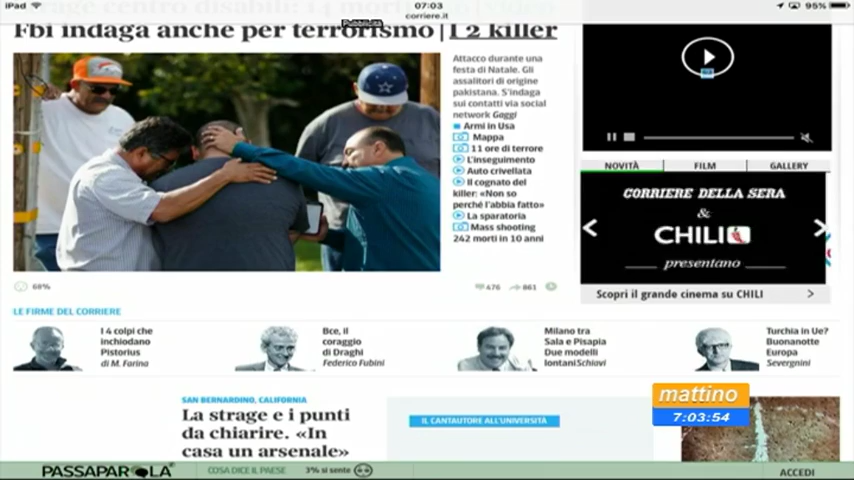 iPad
07:03
95%
corriere.it
Strage centro disabili: 14 mor
Fbi indaga anche per terrorismo | I 2 killer
Attacco durante una
festa di Natale. Gli
assalitori di origine
pakistana. S'indaga
sui contatti via social
network Gaggi
Armi in Usa
Mappa
11 ore di terrore
L'inseguimento
Auto crivellata
Il cognato del
killer: «Non so
perché l'abbia fatto»
La sparatoria
Mass shooting
242 morti in 10 anni
68%
476
861
NOVITÀ
FILM
GALLERY
CORRIERE DELLA SERA
&
CHILI
presentano
Scopri il grande cinema su CHILI
LE FIRME DEL CORRIERE
I 4 colpi che
inchiodano
Pistorius
di M. Farina
Bce, il
coraggio
di Draghi
Federico Fubini
Milano tra
Sala e Pisapia
Due modelli
lontani Schiavi
Turchia in Ue?
Buonanotte
Europa
Severgnini
SAN BERNARDINO, CALIFORNIA
La strage e i punti
da chiarire. «In
casa un arsenale»
IL CANTAUTORE ALL'UNIVERSITÀ
mattino
7:03:54
PASSAPAROLA
COSA DICE IL PAESE
3% si sente
ACCEDI